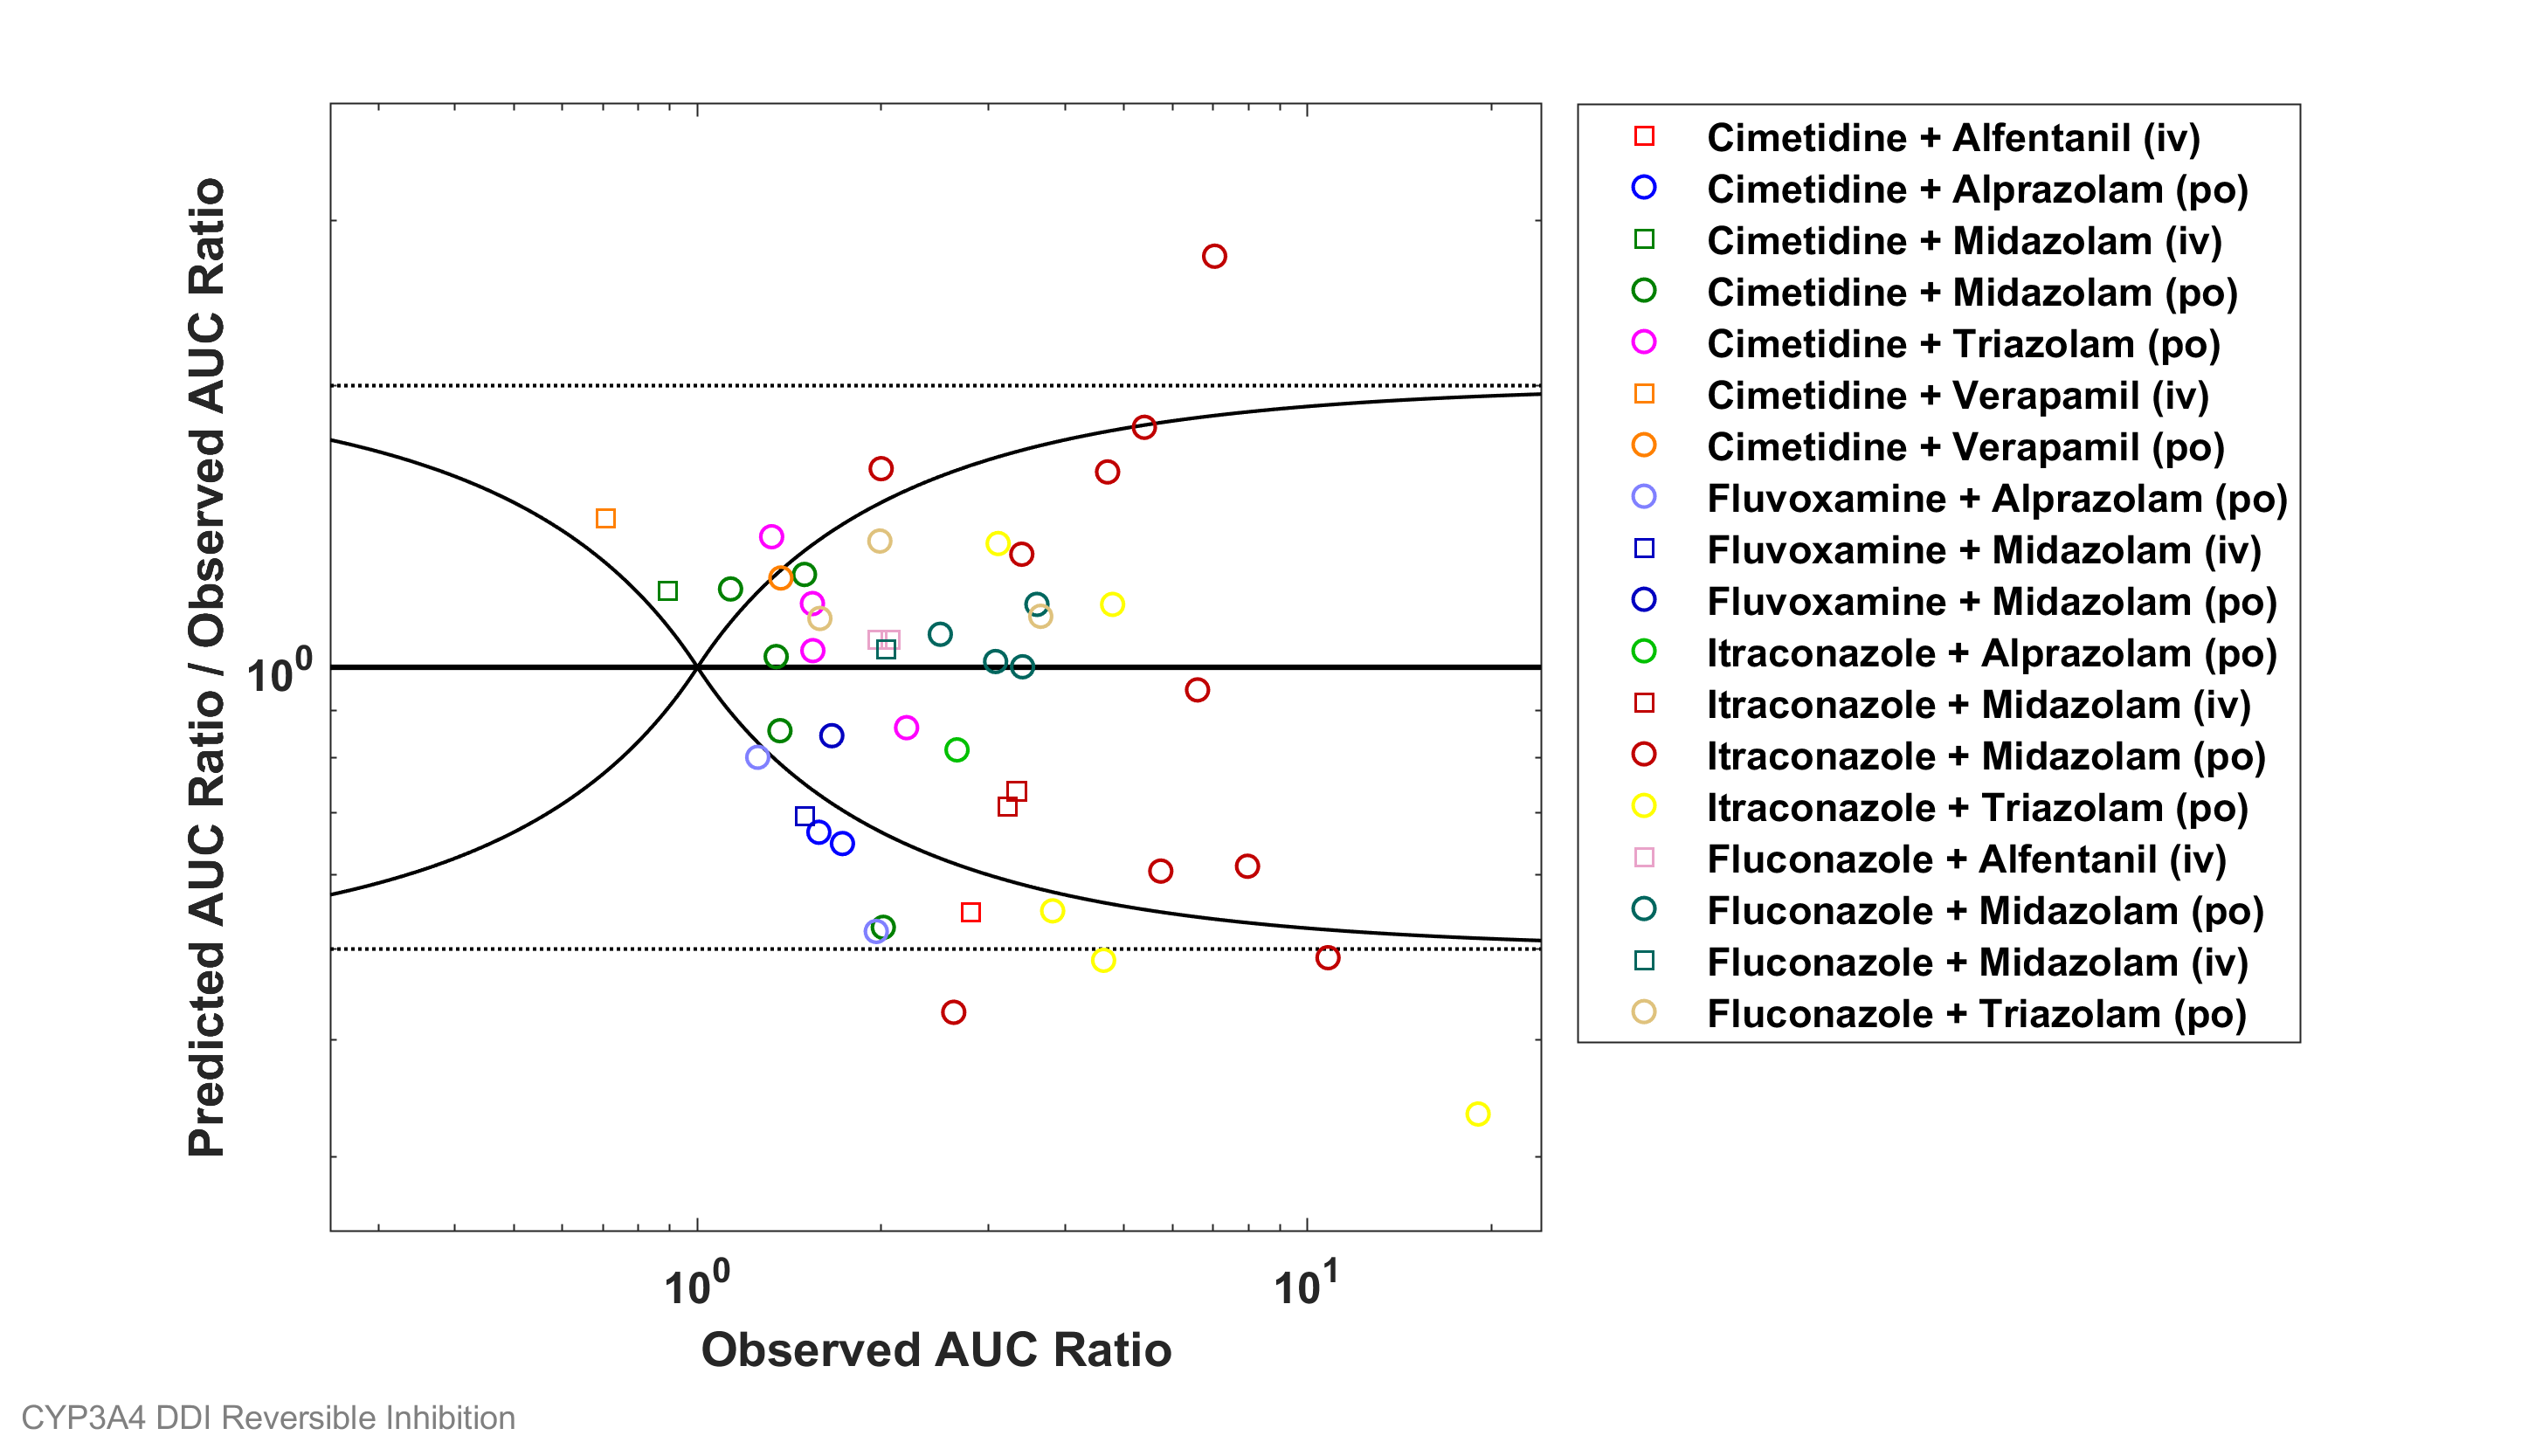 Predicted AUC Ratio / Observed AUC Ratio
10^0
10^0 10^1
Observed AUC Ratio
Cimetidine + Alfentanil (iv)
Cimetidine + Alprazolam (po)
Cimetidine + Midazolam (iv)
Cimetidine + Midazolam (po)
Cimetidine + Triazolam (po)
Cimetidine + Verapamil (iv)
Cimetidine + Verapamil (po)
Fluvoxamine + Alprazolam (po)
Fluvoxamine + Midazolam (iv)
Fluvoxamine + Midazolam (po)
Itraconazole + Alprazolam (po)
Itraconazole + Midazolam (iv)
Itraconazole + Midazolam (po)
Itraconazole + Triazolam (po)
Fluconazole + Alfentanil (iv)
Fluconazole + Midazolam (po)
Fluconazole + Midazolam (iv)
Fluconazole + Triazolam (po)
CYP3A4 DDI Reversible Inhibition